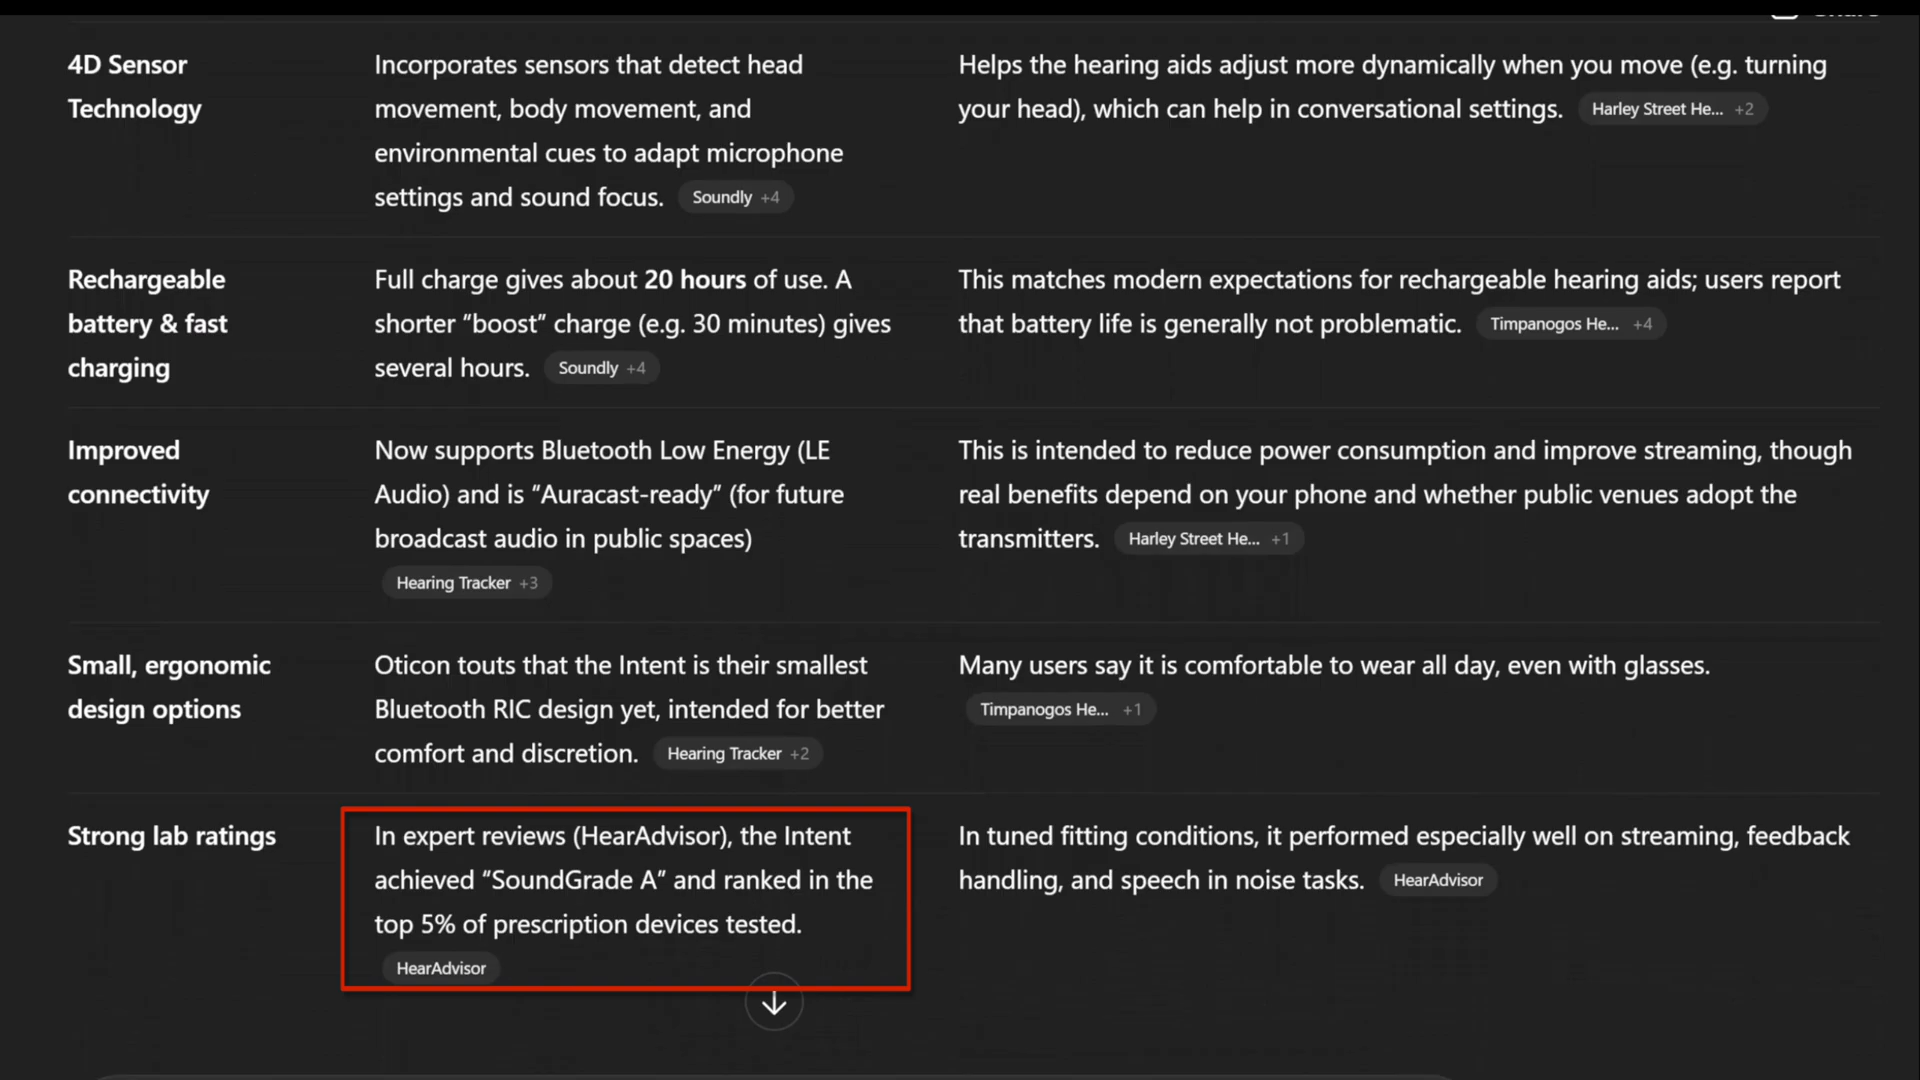 4D Sensor
Technology
Incorporates sensors that detect head
movement, body movement, and
environmental cues to adapt microphone
settings and sound focus. Soundly +4
Helps the hearing aids adjust more dynamically when you move (e.g. turning
your head), which can help in conversational settings. Harley Street He... +2
Rechargeable
battery & fast
charging
Full charge gives about 20 hours of use. A
shorter “boost” charge (e.g. 30 minutes) gives
several hours. Soundly +4
This matches modern expectations for rechargeable hearing aids; users report
that battery life is generally not problematic. Timpanogos He... +4
Improved
connectivity
Now supports Bluetooth Low Energy (LE
Audio) and is “Auracast-ready” (for future
broadcast audio in public spaces)
Hearing Tracker +3
This is intended to reduce power consumption and improve streaming, though
real benefits depend on your phone and whether public venues adopt the
transmitters. Harley Street He... +1
Small, ergonomic
design options
Oticon touts that the Intent is their smallest
Bluetooth RIC design yet, intended for better
comfort and discretion. Hearing Tracker +2
Many users say it is comfortable to wear all day, even with glasses.
Timpanogos He... +1
Strong lab ratings
In expert reviews (HearAdvisor), the Intent
achieved “SoundGrade A” and ranked in the
top 5% of prescription devices tested.
HearAdvisor
In tuned fitting conditions, it performed especially well on streaming, feedback
handling, and speech in noise tasks. HearAdvisor